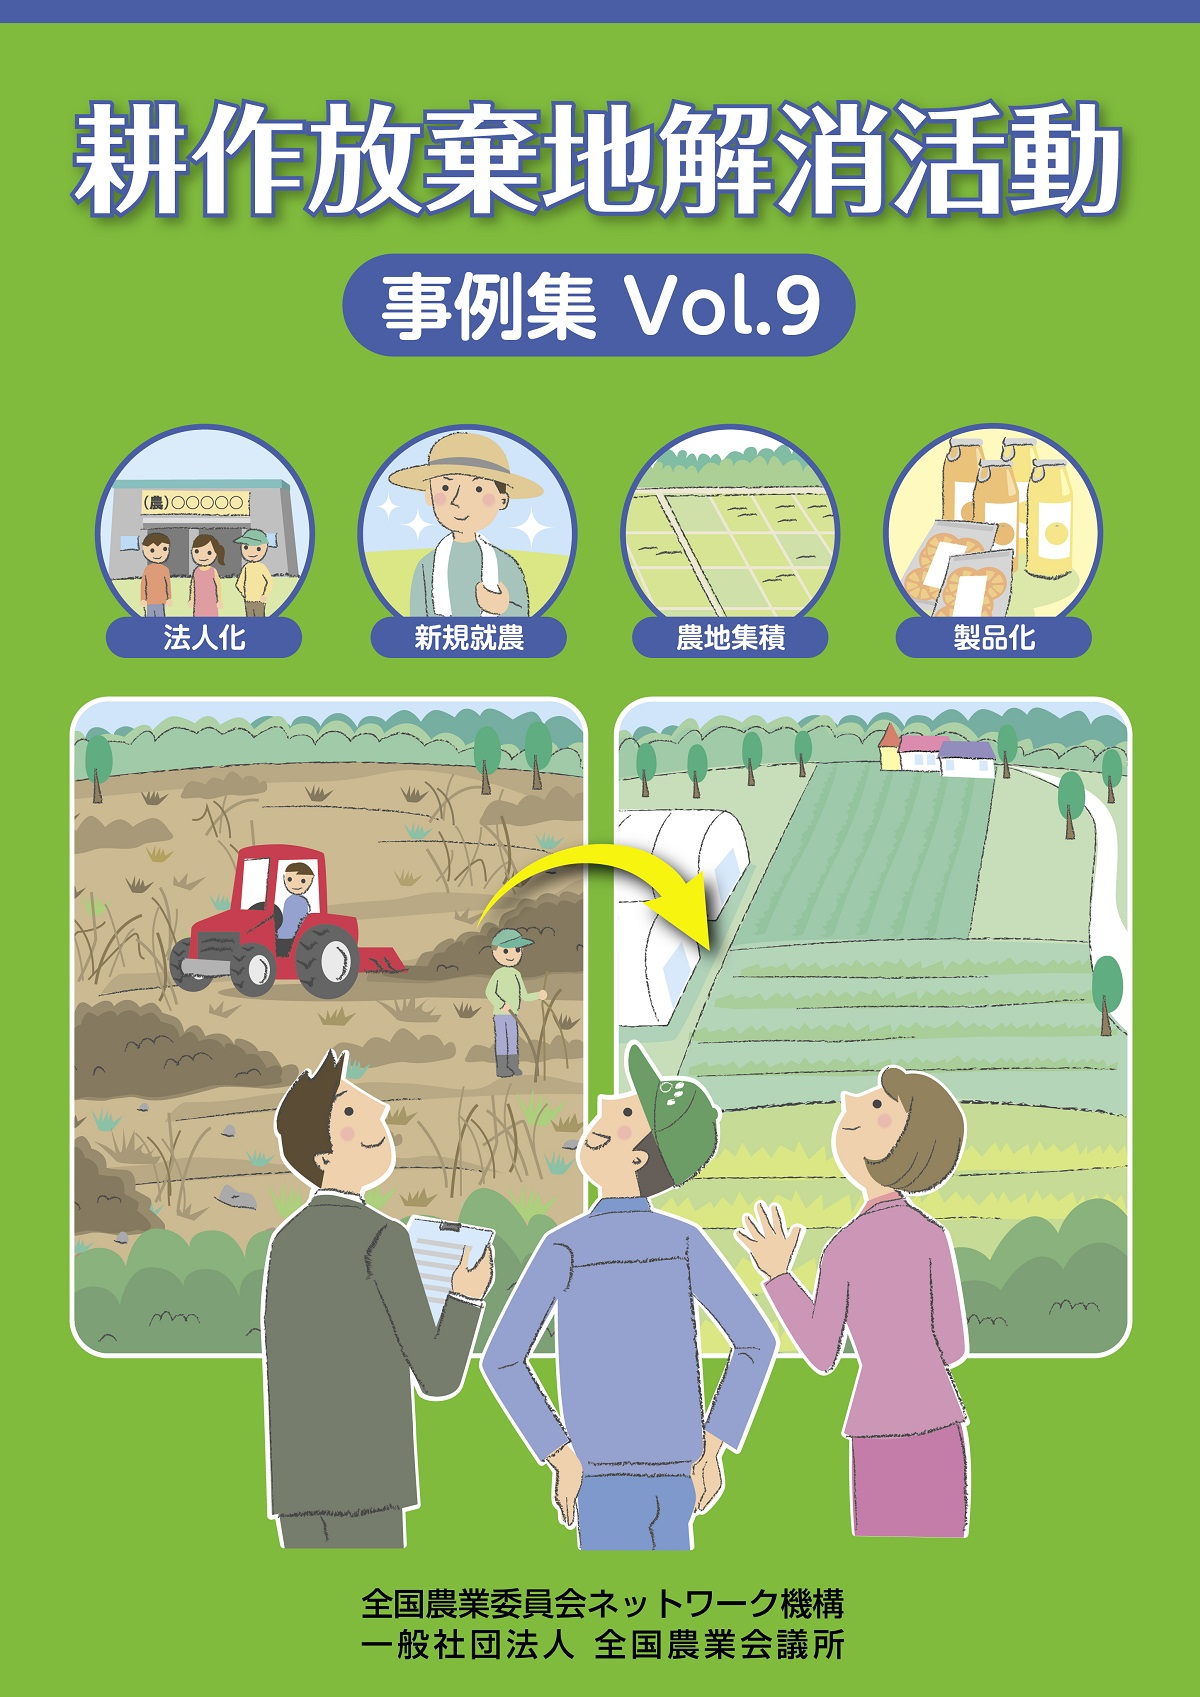 耕作放棄地解消活動
事例集 Vol.9
(農)〇〇〇〇〇
法人化
新規就農
農地集積
製品化
全国農業委員会ネットワーク機構
一般社団法人 全国農業会議所